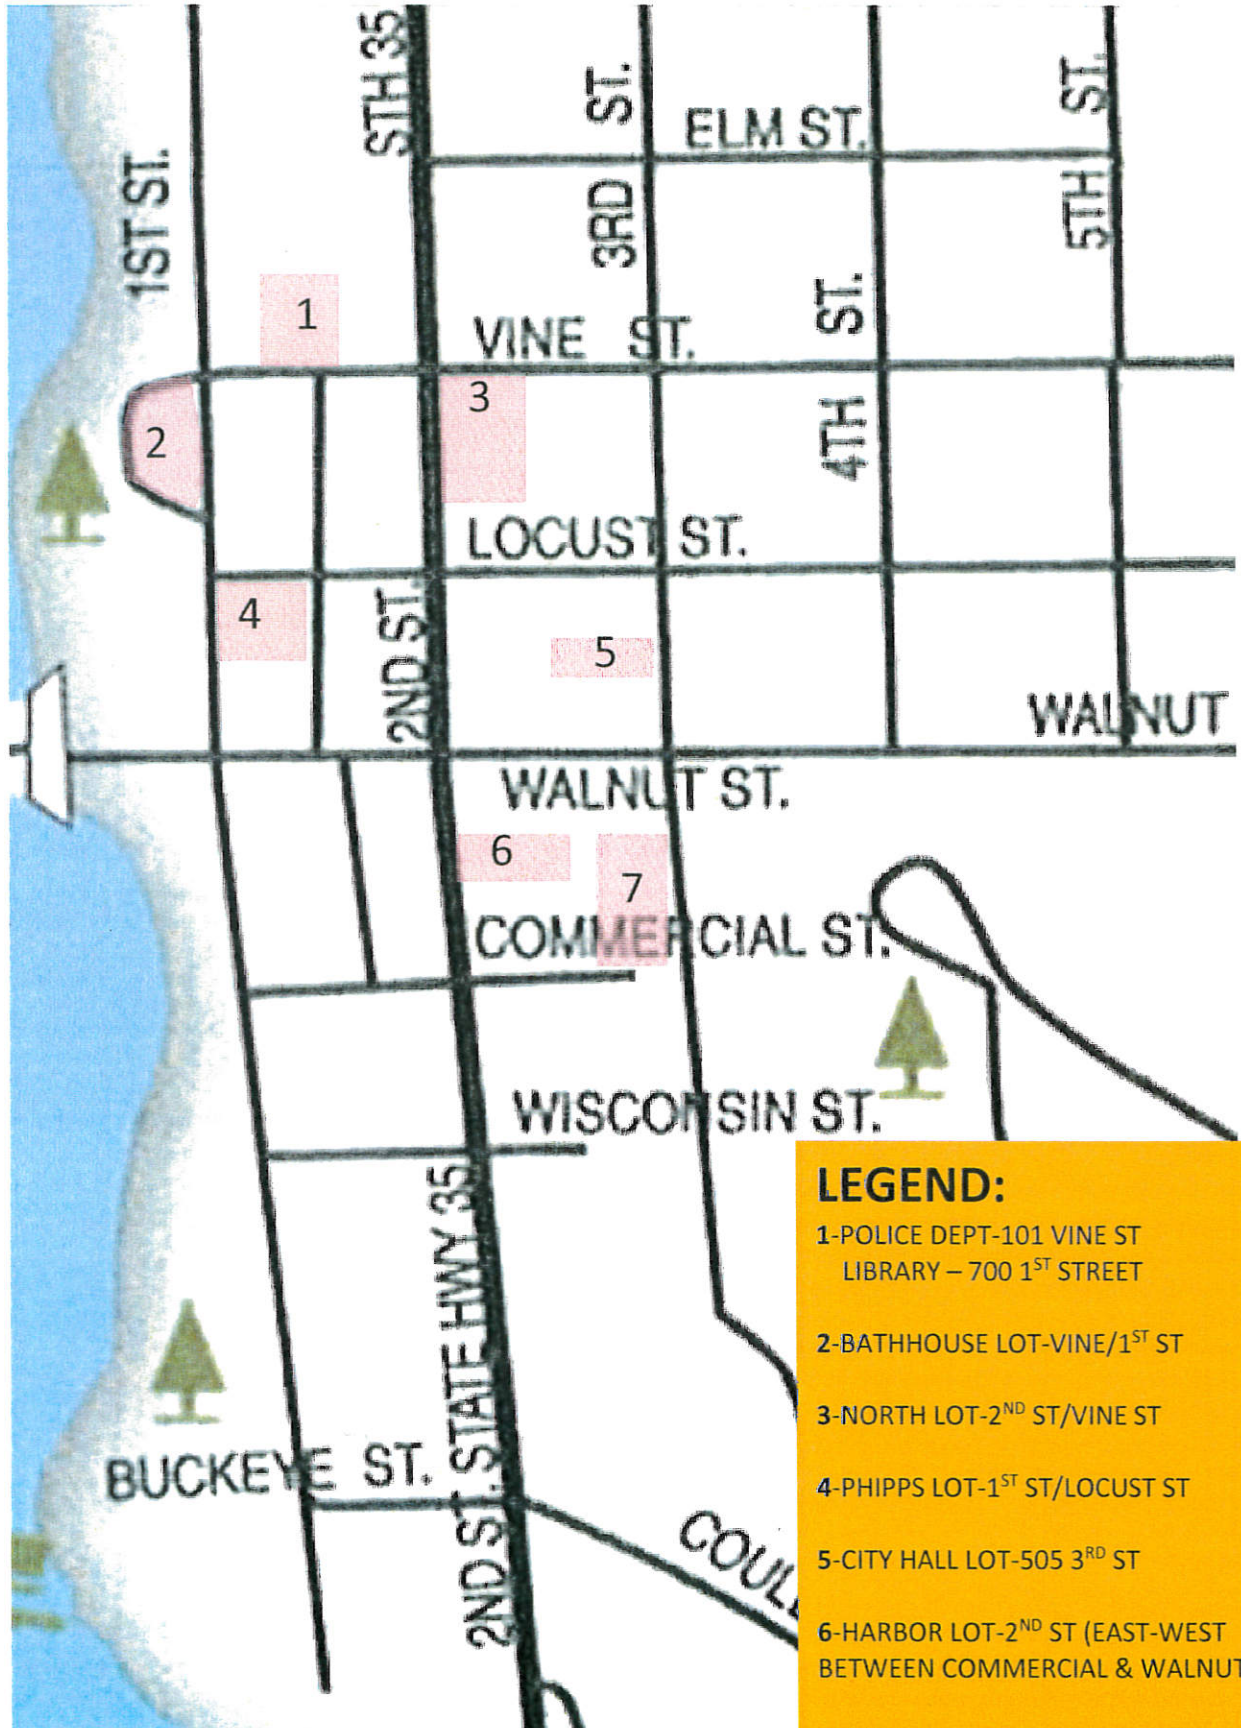 STH 35
ST.
ST.
ELM ST.
1ST ST.
3RD
5TH
1
ST.
VINE ST.
3
2
4TH
LOCUST ST.
4
2ND ST.
5
WALNUT
WALNUT ST.
6
7
COMMERCIAL ST.
WISCONSIN ST.
2ND ST. STATE HWY 35
BUCKEYE ST.
LEGEND:
1-POLICE DEPT-101 VINE ST
LIBRARY – 700 1ST STREET
2-BATHHOUSE LOT-VINE/1ST ST
3-NORTH LOT-2ND ST/VINE ST
4-PHIPPS LOT-1ST ST/LOCUST ST
5-CITY HALL LOT-505 3RD ST
6-HARBOR LOT-2ND ST (EAST-WEST
BETWEEN COMMERCIAL & WALNUT